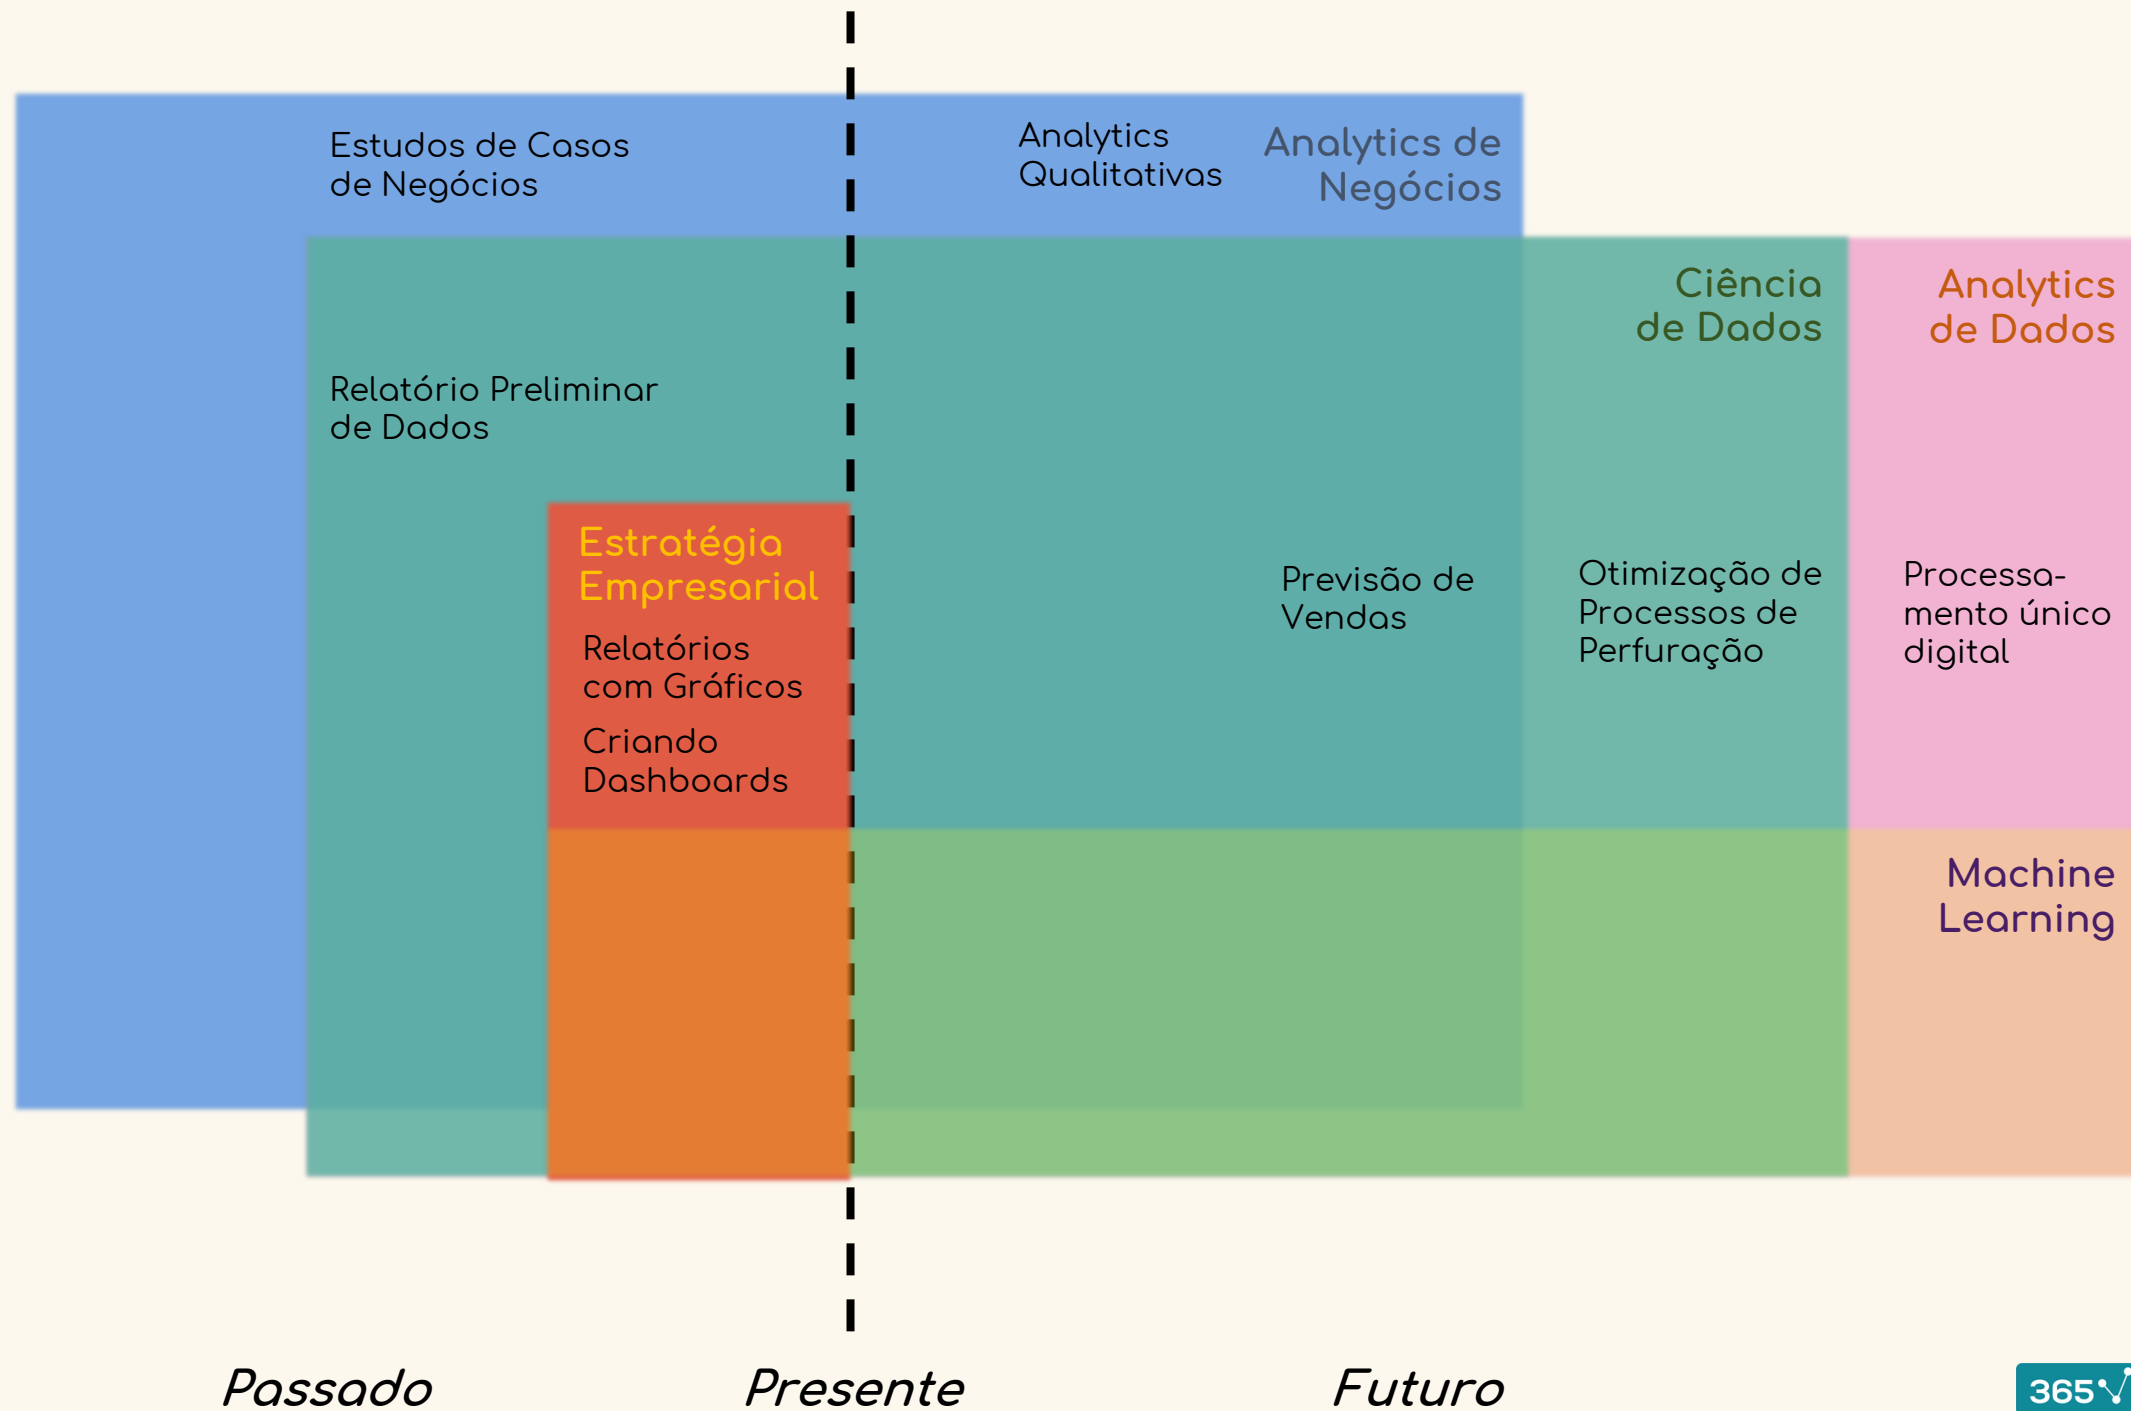 Estudos de Casos
de Negócios
Analytics
Qualitativas
Analytics de
Negócios
Ciência
de Dados
Analytics
de Dados
Relatório Preliminar
de Dados
Estratégia
Empresarial
Relatórios
com Gráficos
Criando
Dashboards
Previsão de
Vendas
Otimização de
Processos de
Perfuração
Processa-
mento único
digital
Machine
Learning
Passado
Presente
Futuro
365